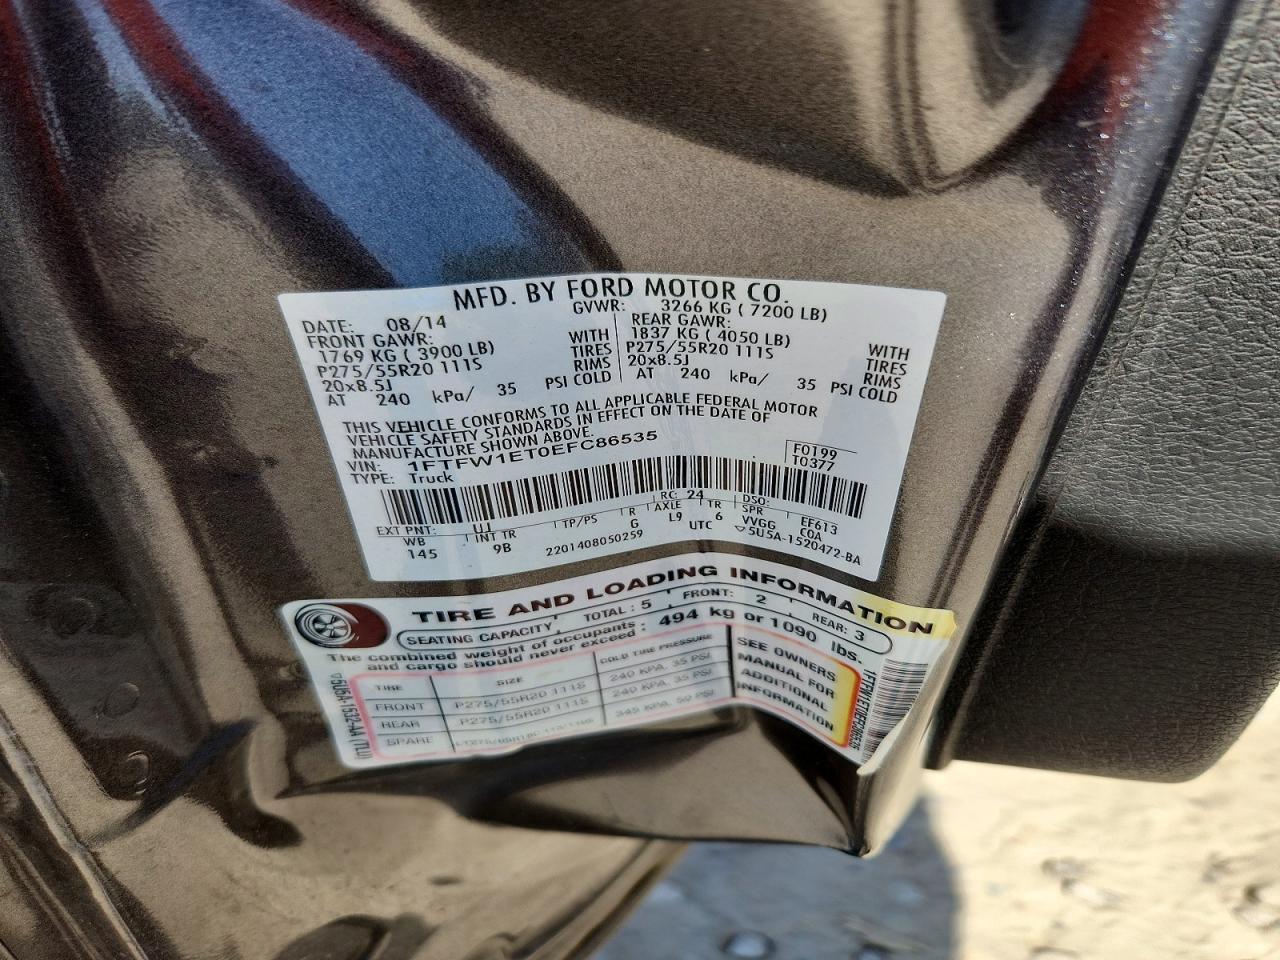 MFD. BY FORD MOTOR CO.
DATE: 08/14 GVWR: 3266 KG ( 7200 LB)
FRONT GAWR: REAR GAWR:
1769 KG ( 3900 LB) WITH 1837 KG ( 4050 LB) WITH
P275/55R20 111S TIRES P275/55R20 111S TIRES
20x8.5J RIMS 20x8.5J RIMS
AT 240 kPa/ 35 PSI COLD AT 240 kPa/ 35 PSI COLD
THIS VEHICLE CONFORMS TO ALL APPLICABLE FEDERAL MOTOR
VEHICLE SAFETY STANDARDS IN EFFECT ON THE DATE OF
MANUFACTURE SHOWN ABOVE.
VIN: 1FTFW1ET0EFC86535 F0199
TYPE: Truck T0377
EXT PNT: UJ RC: 24 DSO:
WB INT TR TP/PS R AXLE TR SPR EF613
145 9B G L9 6 VVGG COA
2201408050259 UTC ▽5U5A-1520472-BA
TIRE AND LOADING INFORMATION
SEATING CAPACITY TOTAL: 5 FRONT: 2 REAR: 3
The combined weight of occupants and cargo should never exceed: 494 kg or 1090 lbs.
TIRE SIZE COLD TIRE PRESSURE
FRONT P275/55R20 111S 240 KPA, 35 PSI
REAR P275/55R20 111S 240 KPA, 35 PSI
SPARE 345 KPA, 50 PSI
SEE OWNERS
MANUAL FOR
ADDITIONAL
INFORMATION
1FTFW1ET0EFC86535